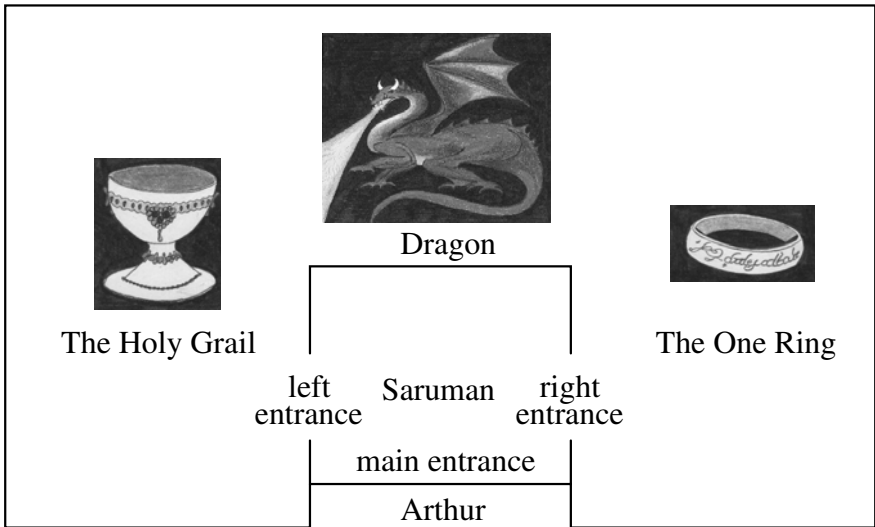 Dragon
The Holy Grail
The One Ring
left
entrance
Saruman
right
entrance
main entrance
Arthur